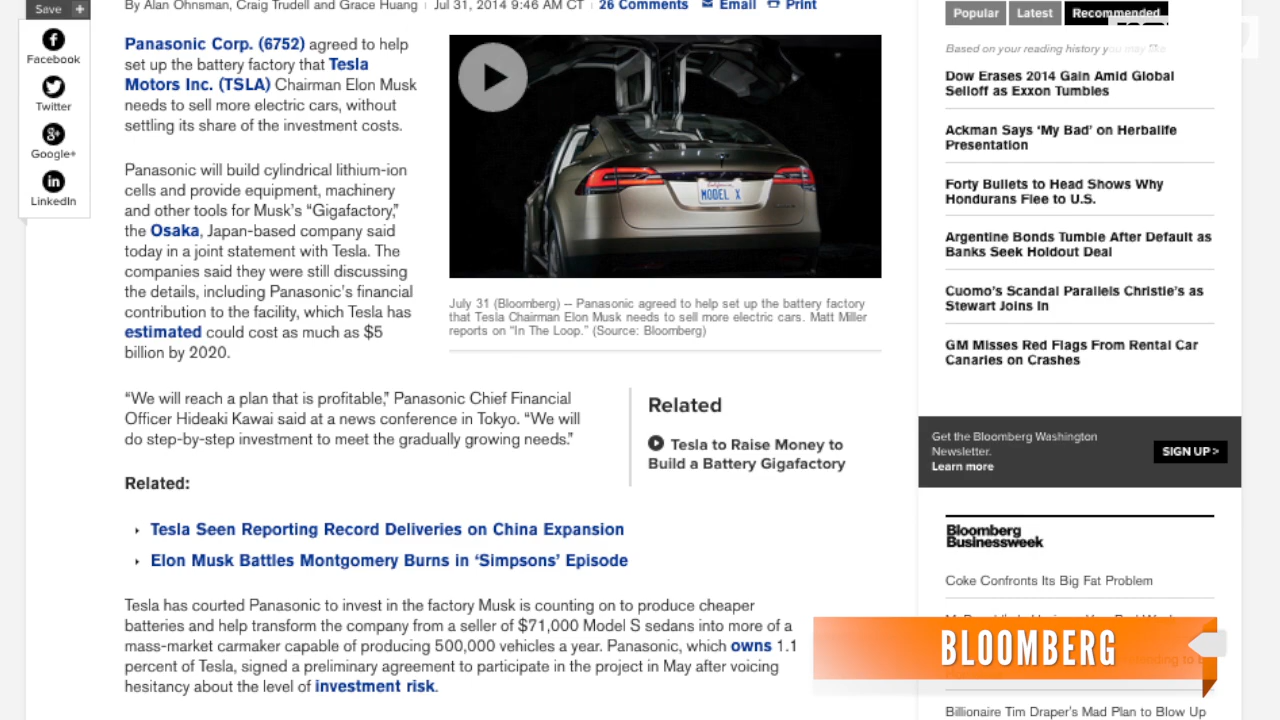 Save +
Facebook
Twitter
Google+
LinkedIn
By Alan Ohnsman, Craig Trudell and Grace Huang | Jul 31, 2014 9:46 AM CT | 26 Comments Email Print
Panasonic Corp. (6752) agreed to help
set up the battery factory that Tesla
Motors Inc. (TSLA) Chairman Elon Musk
needs to sell more electric cars, without
settling its share of the investment costs.
Panasonic will build cylindrical lithium-ion
cells and provide equipment, machinery
and other tools for Musk's “Gigafactory,”
the Osaka, Japan-based company said
today in a joint statement with Tesla. The
companies said they were still discussing
the details, including Panasonic's financial
contribution to the facility, which Tesla has
estimated could cost as much as $5
billion by 2020.
MODEL X
July 31 (Bloomberg) -- Panasonic agreed to help set up the battery factory
that Tesla Chairman Elon Musk needs to sell more electric cars. Matt Miller
reports on “In The Loop.” (Source: Bloomberg)
“We will reach a plan that is profitable,” Panasonic Chief Financial
Officer Hideaki Kawai said at a news conference in Tokyo. “We will
do step-by-step investment to meet the gradually growing needs.”
Related
Tesla to Raise Money to
Build a Battery Gigafactory
Related:
Tesla Seen Reporting Record Deliveries on China Expansion
Elon Musk Battles Montgomery Burns in ‘Simpsons’ Episode
Tesla has courted Panasonic to invest in the factory Musk is counting on to produce cheaper
batteries and help transform the company from a seller of $71,000 Model S sedans into more of a
mass-market carmaker capable of producing 500,000 vehicles a year. Panasonic, which owns 1.1
percent of Tesla, signed a preliminary agreement to participate in the project in May after voicing
hesitancy about the level of investment risk.
Popular Latest Recommended
Based on your reading history you may like
Dow Erases 2014 Gain Amid Global
Selloff as Exxon Tumbles
Ackman Says ‘My Bad’ on Herbalife
Presentation
Forty Bullets to Head Shows Why
Hondurans Flee to U.S.
Argentine Bonds Tumble After Default as
Banks Seek Holdout Deal
Cuomo's Scandal Parallels Christie's as
Stewart Joins In
GM Misses Red Flags From Rental Car
Canaries on Crashes
Get the Bloomberg Washington
Newsletter.
Learn more
SIGN UP >
Bloomberg
Businessweek
Coke Confronts Its Big Fat Problem
BLOOMBERG
Billionaire Tim Draper's Mad Plan to Blow Up